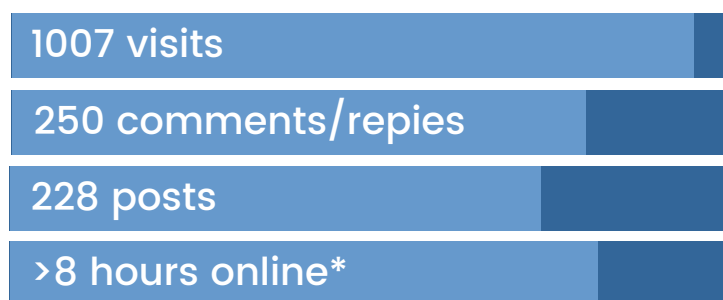 1007 visits
250 comments/repies
228 posts
>8 hours online*